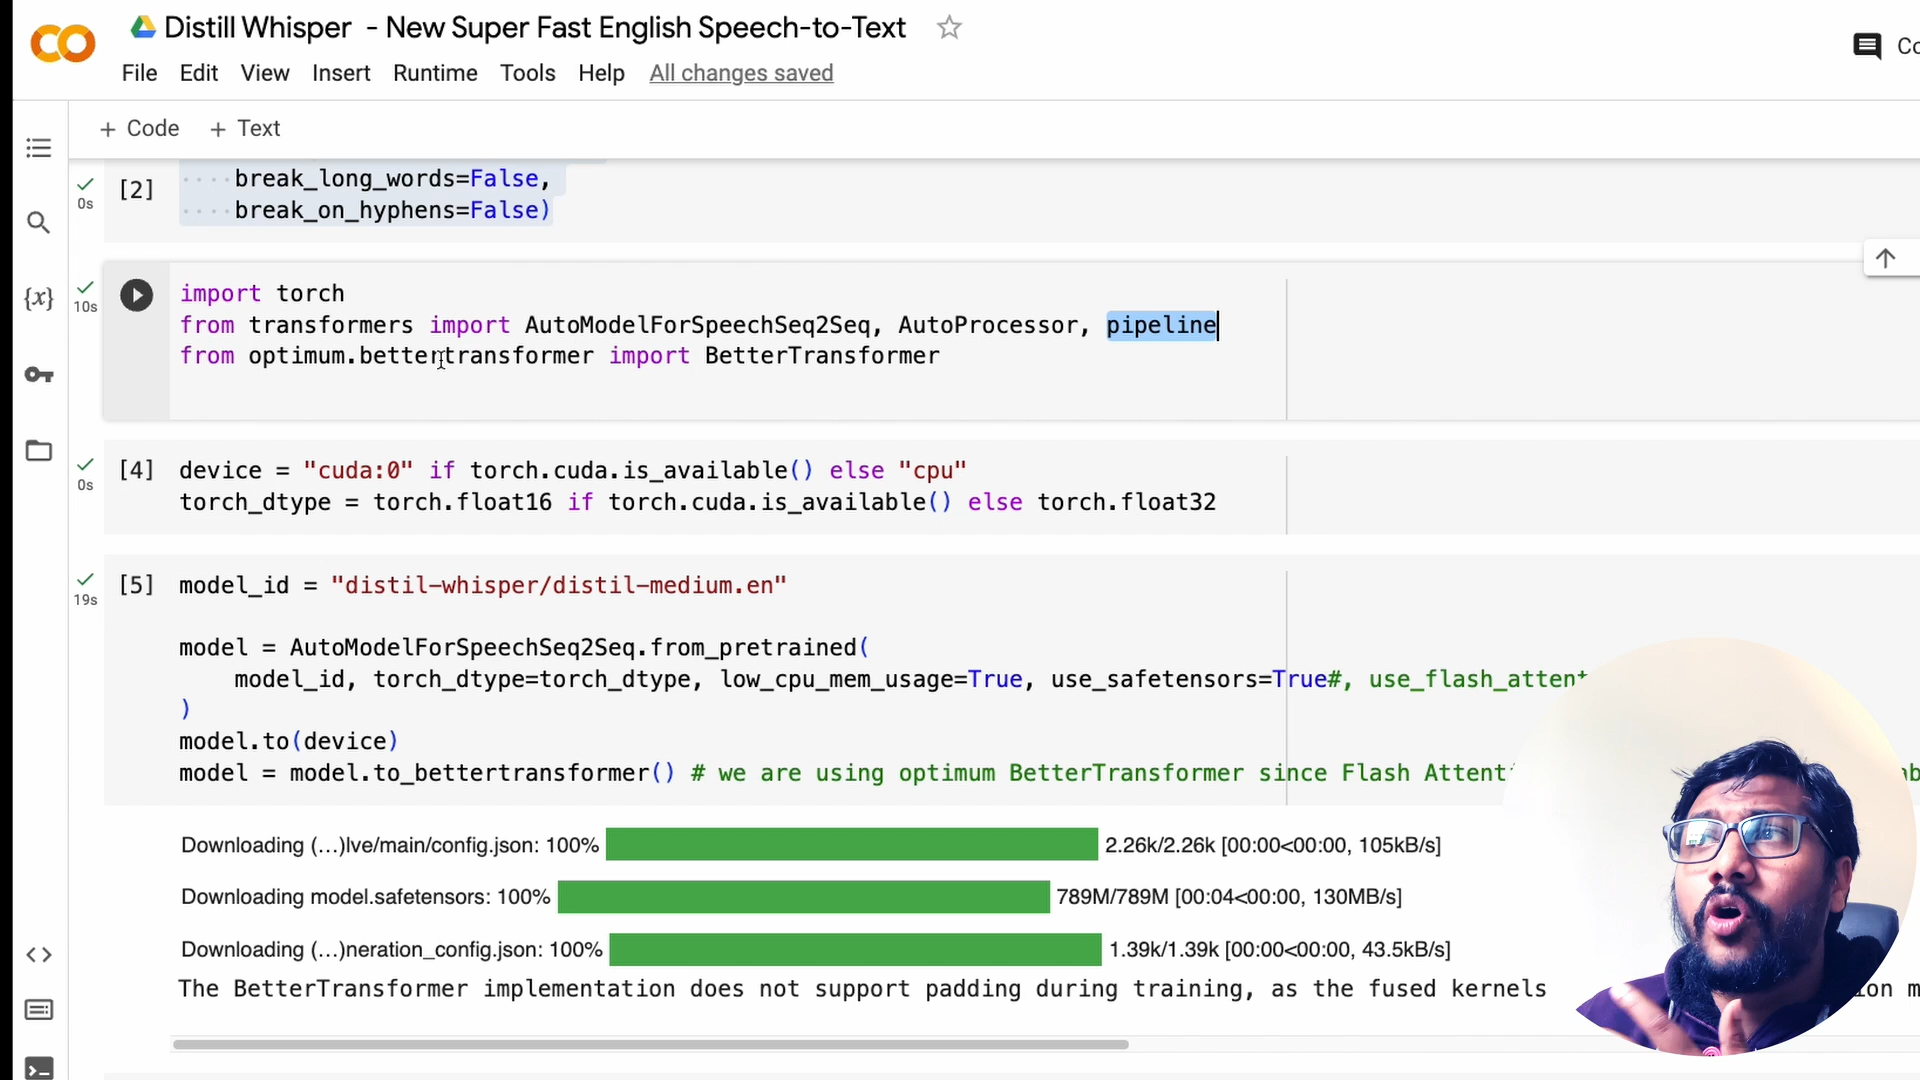 Distill Whisper - New Super Fast English Speech-to-Text
File Edit View Insert Runtime Tools Help All changes saved
+ Code + Text
[2] break_long_words=False,
0s
break_on_hyphens=False)
import torch
10s
from transformers import AutoModelForSpeechSeq2Seq, AutoProcessor, pipeline
from optimum.bettertransformer import BetterTransformer
[4] device = "cuda:0" if torch.cuda.is_available() else "cpu"
0s
torch_dtype = torch.float16 if torch.cuda.is_available() else torch.float32
[5] model_id = "distil-whisper/distil-medium.en"
19s
model = AutoModelForSpeechSeq2Seq.from_pretrained(
model_id, torch_dtype=torch_dtype, low_cpu_mem_usage=True, use_safetensors=True#, use_flash_attent
)
model.to(device)
model = model.to_bettertransformer() # we are using optimum BetterTransformer since Flash Attenti
Downloading (…)lve/main/config.json: 100% 2.26k/2.26k [00:00<00:00, 105kB/s]
Downloading model.safetensors: 100% 789M/789M [00:04<00:00, 130MB/s]
Downloading (…)neration_config.json: 100% 1.39k/1.39k [00:00<00:00, 43.5kB/s]
The BetterTransformer implementation does not support padding during training, as the fused kernels